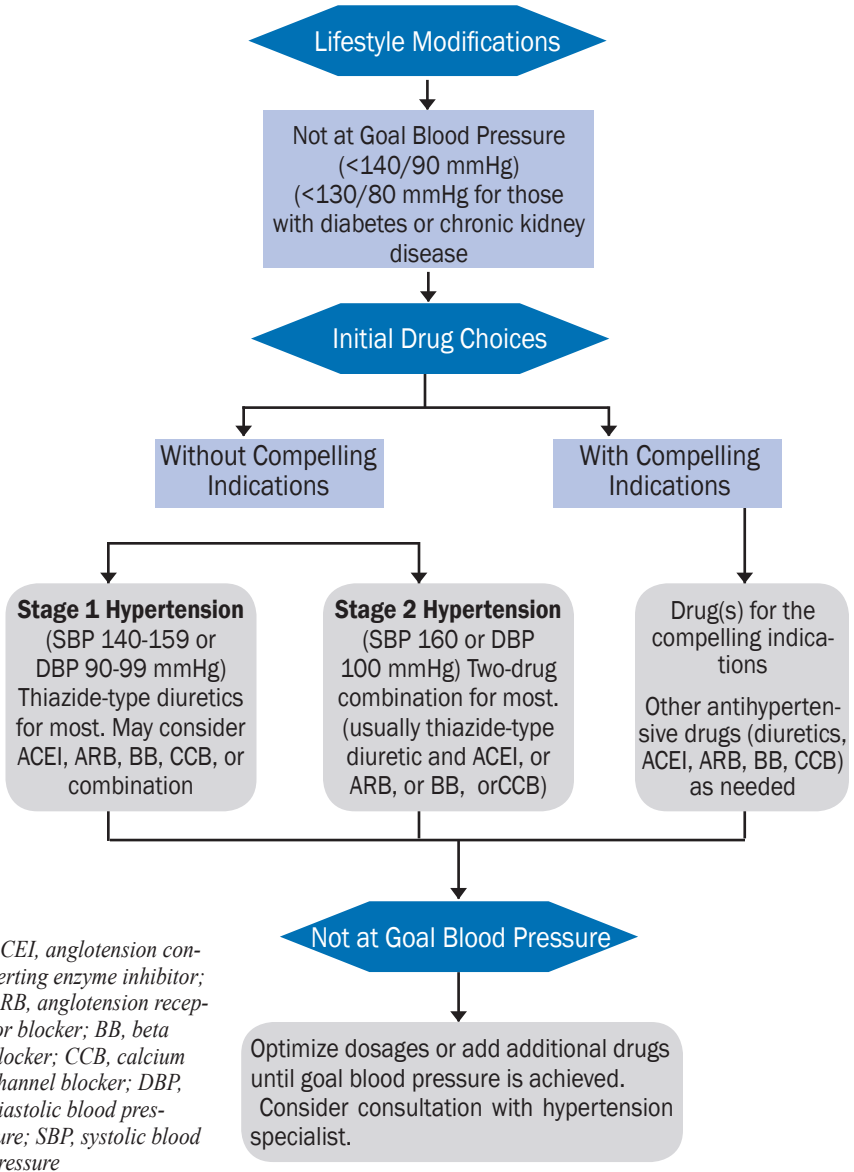 Lifestyle Modifications
Not at Goal Blood Pressure
(<140/90 mmHg)
(<130/80 mmHg for those
with diabetes or chronic kidney
disease
Initial Drug Choices
Without Compelling
Indications
With Compelling
Indications
Stage 1 Hypertension
(SBP 140-159 or
DBP 90-99 mmHg)
Thiazide-type diuretics
for most. May consider
ACEI, ARB, BB, CCB, or
combination
Stage 2 Hypertension
(SBP 160 or DBP
100 mmHg) Two-drug
combination for most.
(usually thiazide-type
diuretic and ACEI, or
ARB, or BB, orCCB)
Drug(s) for the
compelling indica-
tions
Other antihyperten-
sive drugs (diuretics,
ACEI, ARB, BB, CCB)
as needed
Not at Goal Blood Pressure
CEI, anglotension con-
erting enzyme inhibitor;
RB, anglotension recep-
or blocker; BB, beta
locker; CCB, calcium
hannel blocker; DBP,
iastolic blood pres-
ure; SBP, systolic blood
ressure
Optimize dosages or add additional drugs
until goal blood pressure is achieved.
Consider consultation with hypertension
specialist.